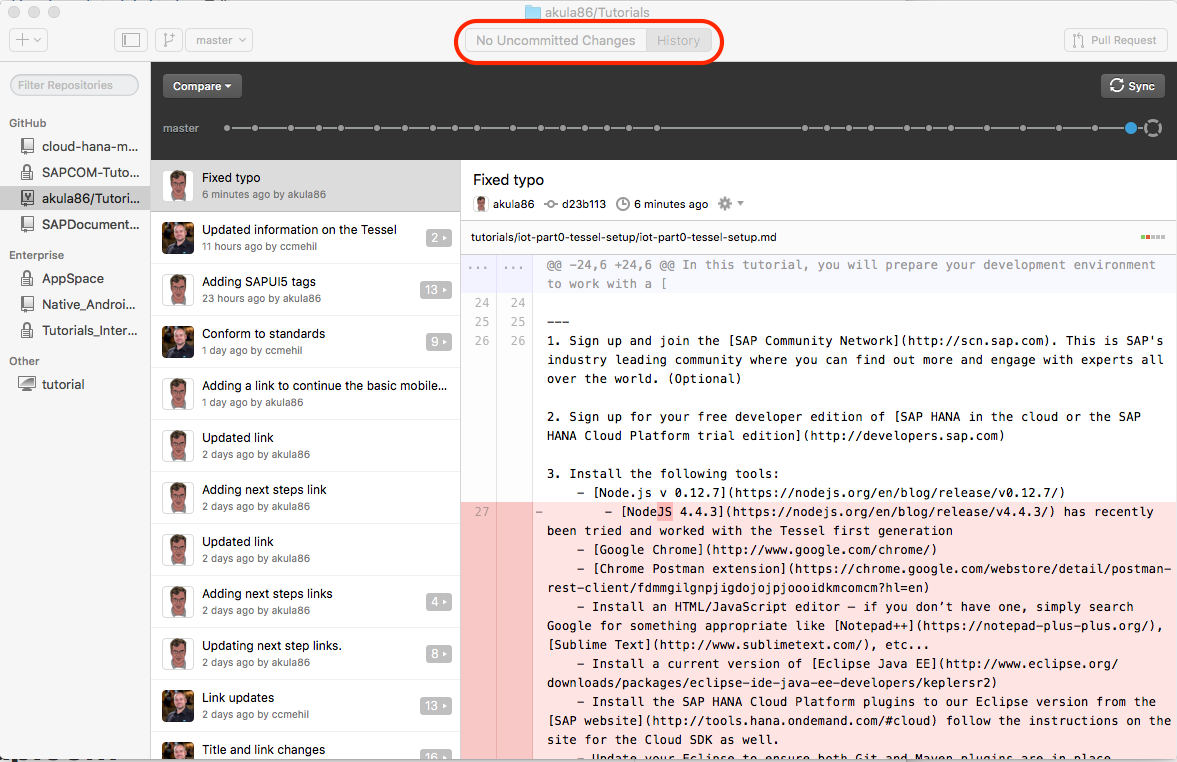 akula86/Tutorials
master
No Uncommitted Changes
History
Pull Request
Filter Repositories
GitHub
cloud-hana-m...
SAPCOM-Tuto...
akula86/Tutori...
SAPDocument...
Enterprise
AppSpace
Native_Androi...
Tutorials_Inter...
Other
tutorial
Compare
Sync
master
Fixed typo
6 minutes ago by akula86
Updated information on the Tessel
11 hours ago by ccmehil
2
Adding SAPUI5 tags
23 hours ago by akula86
13
Conform to standards
1 day ago by ccmehil
9
Adding a link to continue the basic mobile...
1 day ago by akula86
Updated link
2 days ago by akula86
Adding next steps link
2 days ago by akula86
Updated link
2 days ago by akula86
Adding next steps links
2 days ago by akula86
4
Updating next step links.
2 days ago by akula86
8
Link updates
2 days ago by ccmehil
13
Title and link changes
16
Fixed typo
akula86 d23b113 6 minutes ago
tutorials/iot-part0-tessel-setup/iot-part0-tessel-setup.md
... ... @@ -24,6 +24,6 @@ In this tutorial, you will prepare your development environment
to work with a [
24 24
25 25 ---
26 26 1. Sign up and join the [SAP Community Network](http://scn.sap.com). This is SAP's
industry leading community where you can find out more and engage with experts all
over the world. (Optional)
2. Sign up for your free developer edition of [SAP HANA in the cloud or the SAP
HANA Cloud Platform trial edition](http://developers.sap.com)
3. Install the following tools:
- [Node.js v 0.12.7](https://nodejs.org/en/blog/release/v0.12.7/)
27 - - [NodeJS 4.4.3](https://nodejs.org/en/blog/release/v4.4.3/) has recently
been tried and worked with the Tessel first generation
- [Google Chrome](http://www.google.com/chrome/)
- [Chrome Postman extension](https://chrome.google.com/webstore/detail/postman-
rest-client/fdmmgilgnpjigdojojpjoooidkmcomcm?hl=en)
- Install an HTML/JavaScript editor – if you don’t have one, simply search
Google for something appropriate like [Notepad++](https://notepad-plus-plus.org/),
[Sublime Text](http://www.sublimetext.com/), etc...
- Install a current version of [Eclipse Java EE](http://www.eclipse.org/
downloads/packages/eclipse-ide-java-ee-developers/keplersr2)
- Install the SAP HANA Cloud Platform plugins to our Eclipse version from the
[SAP website](http://tools.hana.ondemand.com/#cloud) follow the instructions on the
site for the Cloud SDK as well.
- Update your Eclipse to ensure both Git and Maven plugins are in place